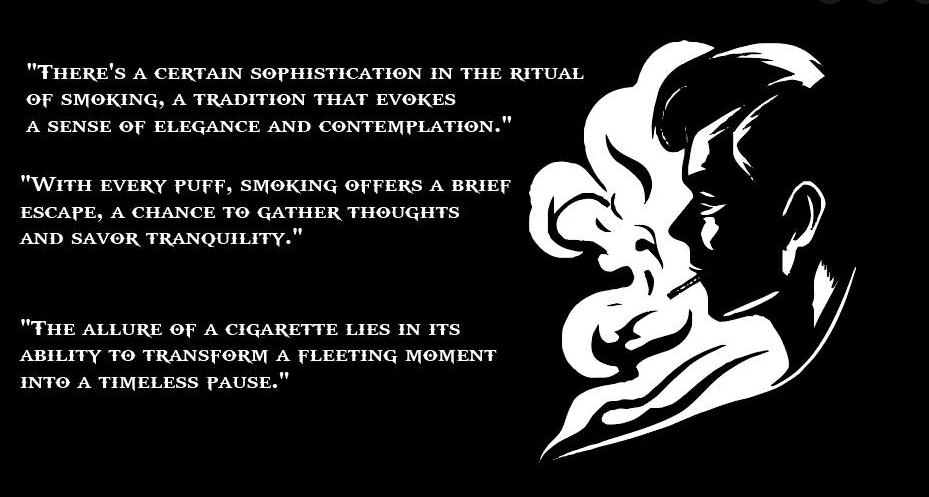 "There's a certain sophistication in the ritual
of smoking, a tradition that evokes
a sense of elegance and contemplation."
"With every puff, smoking offers a brief
escape, a chance to gather thoughts
and savor tranquility."
"The allure of a cigarette lies in its
ability to transform a fleeting moment
into a timeless pause."